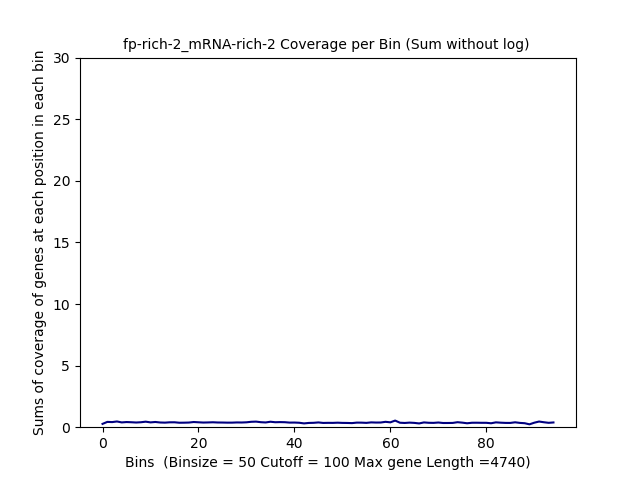 fp-rich-2_mRNA-rich-2 Coverage per Bin (Sum without log)
Sums of coverage of genes at each position in each bin
30
25
20
15
10
5
0
0 20 40 60 80
Bins  (Binsize = 50 Cutoff = 100 Max gene Length =4740)